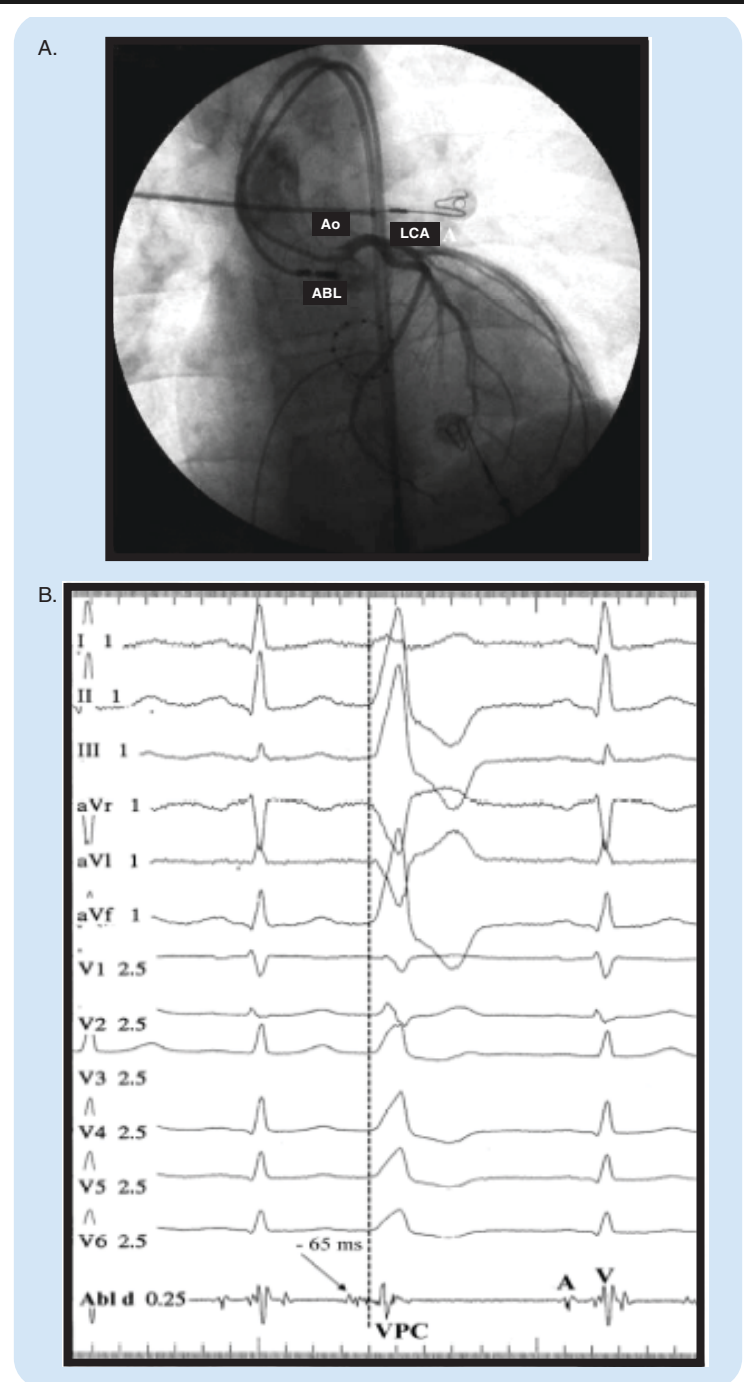 A.
Ao
LCA
A
ABL
B.
I 1
II 1
III 1
aVr 1
aVl 1
aVf 1
V1 2.5
V2 2.5
V3 2.5
V4 2.5
V5 2.5
V6 2.5
- 65 ms
A V
Abl d 0.25
VPC